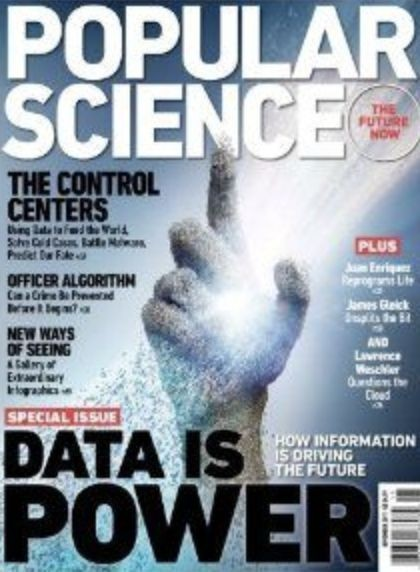 POPULAR
SCIENCE
THE
FUTURE
NOW
THE CONTROL
CENTERS
Using Data to Feed the World,
Solve Cold Cases, Battle Malware,
Predict Our Fate
OFFICER ALGORITHM
Can a Crime Be Prevented
Before It Begins?
NEW WAYS
OF SEEING
A Gallery of
Extraordinary
Infographics
PLUS
Juan Enriquez
Reprograms Life
James Gleick
the Bit
AND
Lawrence
Weschler
Questions the
Cloud
SPECIAL ISSUE
DATA IS
POWER
HOW INFORMATION
IS DRIVING
THE FUTURE